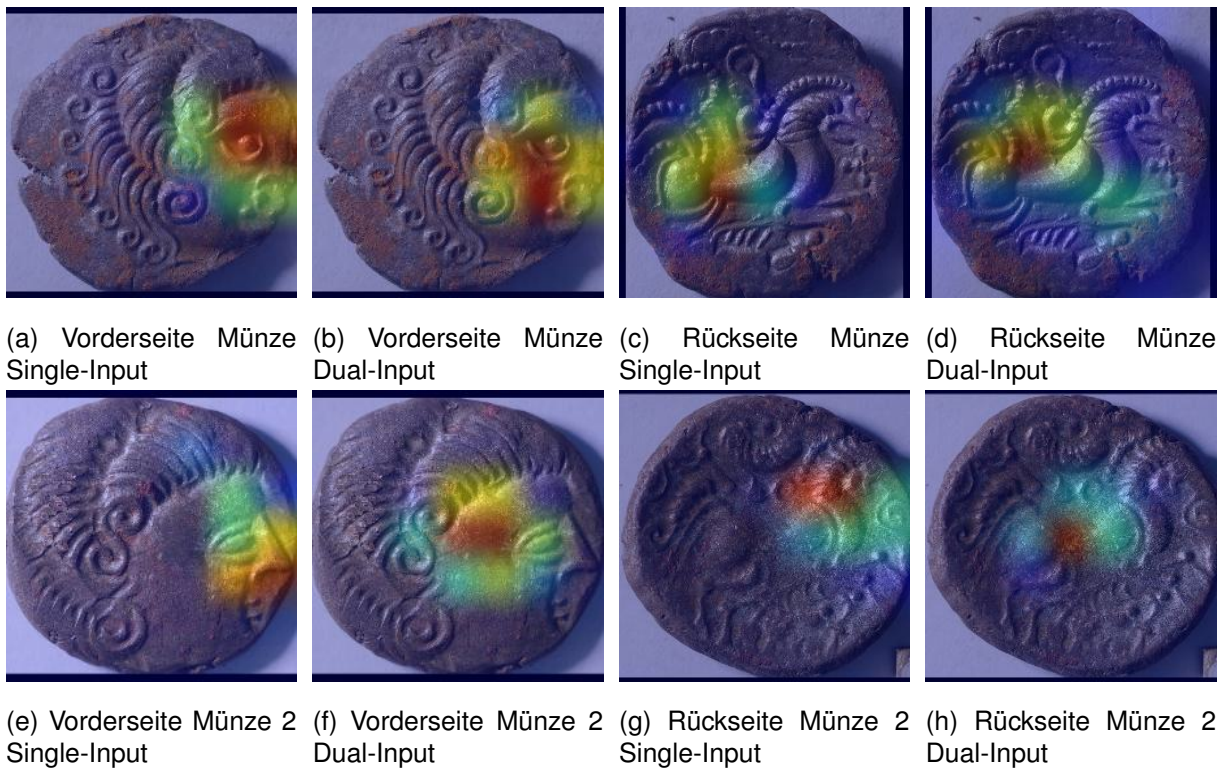 (a) Vorderseite Münze
Single-Input
(b) Vorderseite Münze
Dual-Input
(c) Rückseite Münze
Single-Input
(d) Rückseite Münze
Dual-Input
(e) Vorderseite Münze 2
Single-Input
(f) Vorderseite Münze 2
Dual-Input
(g) Rückseite Münze 2
Single-Input
(h) Rückseite Münze 2
Dual-Input